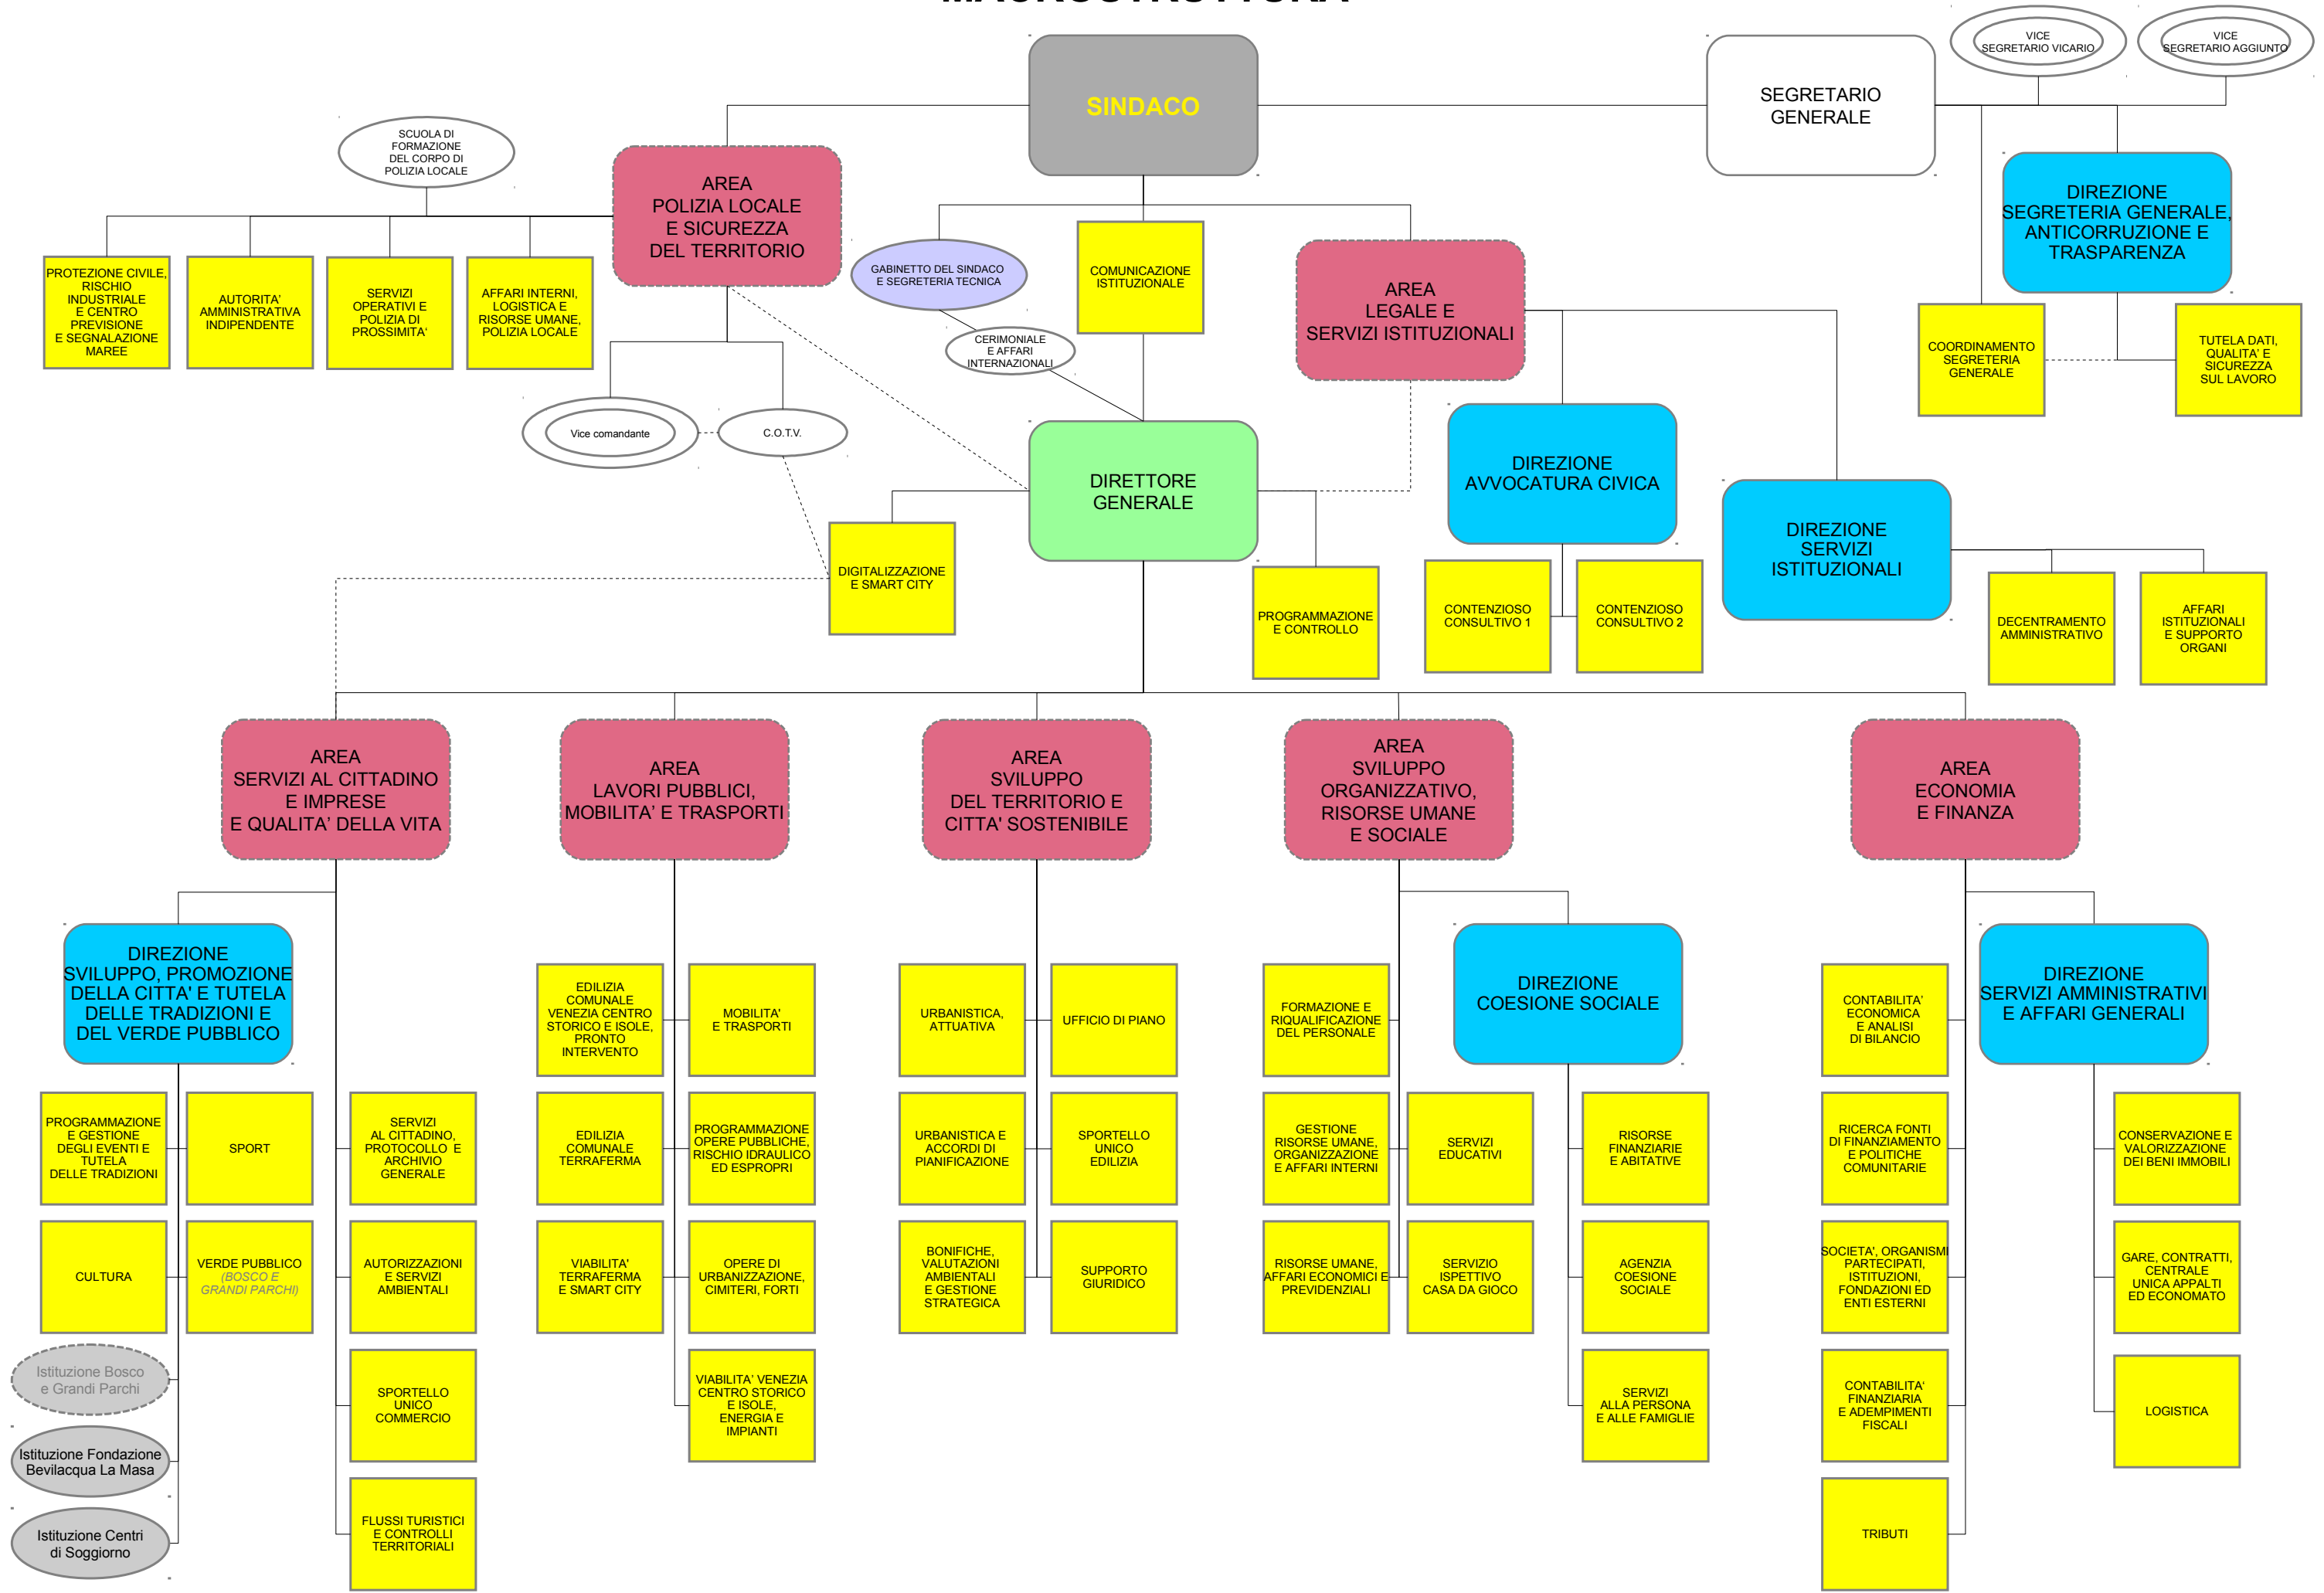 VICE
SEGRETARIO VICARIO
VICE
SEGRETARIO AGGIUNTO
SINDACO
SEGRETARIO
GENERALE
SCUOLA DI
FORMAZIONE
DEL CORPO DI
POLIZIA LOCALE
AREA
POLIZIA LOCALE
E SICUREZZA
DEL TERRITORIO
DIREZIONE
SEGRETERIA GENERALE,
ANTICORRUZIONE E
TRASPARENZA
PROTEZIONE CIVILE,
RISCHIO
INDUSTRIALE
E CENTRO
PREVISIONE
E SEGNALAZIONE
MAREE
AUTORITA'
AMMINISTRATIVA
INDIPENDENTE
SERVIZI
OPERATIVI E
POLIZIA DI
PROSSIMITA‘
AFFARI INTERNI,
LOGISTICA E
RISORSE UMANE,
POLIZIA LOCALE
GABINETTO DEL SINDACO
E SEGRETERIA TECNICA
COMUNICAZIONE
ISTITUZIONALE
AREA
LEGALE E
SERVIZI ISTITUZIONALI
CERIMONIALE
E AFFARI
INTERNAZIONALI
COORDINAMENTO
SEGRETERIA
GENERALE
TUTELA DATI,
QUALITA’ E
SICUREZZA
SUL LAVORO
Vice comandante
C.O.T.V.
DIRETTORE
GENERALE
DIREZIONE
AVVOCATURA CIVICA
DIREZIONE
SERVIZI
ISTITUZIONALI
DIGITALIZZAZIONE
E SMART CITY
PROGRAMMAZIONE
E CONTROLLO
CONTENZIOSO
CONSULTIVO 1
CONTENZIOSO
CONSULTIVO 2
DECENTRAMENTO
AMMINISTRATIVO
AFFARI
ISTITUZIONALI
E SUPPORTO
ORGANI
AREA
SERVIZI AL CITTADINO
E IMPRESE
E QUALITA’ DELLA VITA
AREA
LAVORI PUBBLICI,
MOBILITA’ E TRASPORTI
AREA
SVILUPPO
DEL TERRITORIO E
CITTA' SOSTENIBILE
AREA
SVILUPPO
ORGANIZZATIVO,
RISORSE UMANE
E SOCIALE
AREA
ECONOMIA
E FINANZA
DIREZIONE
SVILUPPO, PROMOZIONE
DELLA CITTA' E TUTELA
DELLE TRADIZIONI E
DEL VERDE PUBBLICO
EDILIZIA
COMUNALE
VENEZIA CENTRO
STORICO E ISOLE,
PRONTO
INTERVENTO
MOBILITA'
E TRASPORTI
URBANISTICA,
ATTUATIVA
UFFICIO DI PIANO
FORMAZIONE E
RIQUALIFICAZIONE
DEL PERSONALE
DIREZIONE
COESIONE SOCIALE
CONTABILITA’
ECONOMICA
E ANALISI
DI BILANCIO
DIREZIONE
SERVIZI AMMINISTRATIVI
E AFFARI GENERALI
PROGRAMMAZIONE
E GESTIONE
DEGLI EVENTI E
TUTELA
DELLE TRADIZIONI
SPORT
SERVIZI
AL CITTADINO,
PROTOCOLLO E
ARCHIVIO
GENERALE
EDILIZIA
COMUNALE
TERRAFERMA
PROGRAMMAZIONE
OPERE PUBBLICHE,
RISCHIO IDRAULICO
ED ESPROPRI
URBANISTICA E
ACCORDI DI
PIANIFICAZIONE
SPORTELLO
UNICO
EDILIZIA
GESTIONE
RISORSE UMANE,
ORGANIZZAZIONE
E AFFARI INTERNI
SERVIZI
EDUCATIVI
RISORSE
FINANZIARIE
E ABITATIVE
RICERCA FONTI
DI FINANZIAMENTO
E POLITICHE
COMUNITARIE
CONSERVAZIONE E
VALORIZZAZIONE
DEI BENI IMMOBILI
CULTURA
VERDE PUBBLICO
(BOSCO E
GRANDI PARCHI)
AUTORIZZAZIONI
E SERVIZI
AMBIENTALI
VIABILITA'
TERRAFERMA
E SMART CITY
OPERE DI
URBANIZZAZIONE,
CIMITERI, FORTI
BONIFICHE,
VALUTAZIONI
AMBIENTALI
E GESTIONE
STRATEGICA
SUPPORTO
GIURIDICO
RISORSE UMANE,
AFFARI ECONOMICI E
PREVIDENZIALI
SERVIZIO
ISPETTIVO
CASA DA GIOCO
AGENZIA
COESIONE
SOCIALE
SOCIETA', ORGANISMI
PARTECIPATI,
ISTITUZIONI,
FONDAZIONI ED
ENTI ESTERNI
GARE, CONTRATTI,
CENTRALE
UNICA APPALTI
ED ECONOMATO
Istituzione Bosco
e Grandi Parchi
SPORTELLO
UNICO
COMMERCIO
VIABILITA’ VENEZIA
CENTRO STORICO
E ISOLE,
ENERGIA E
IMPIANTI
SERVIZI
ALLA PERSONA
E ALLE FAMIGLIE
CONTABILITA‘
FINANZIARIA
E ADEMPIMENTI
FISCALI
LOGISTICA
Istituzione Fondazione
Bevilacqua La Masa
Istituzione Centri
di Soggiorno
FLUSSI TURISTICI
E CONTROLLI
TERRITORIALI
TRIBUTI